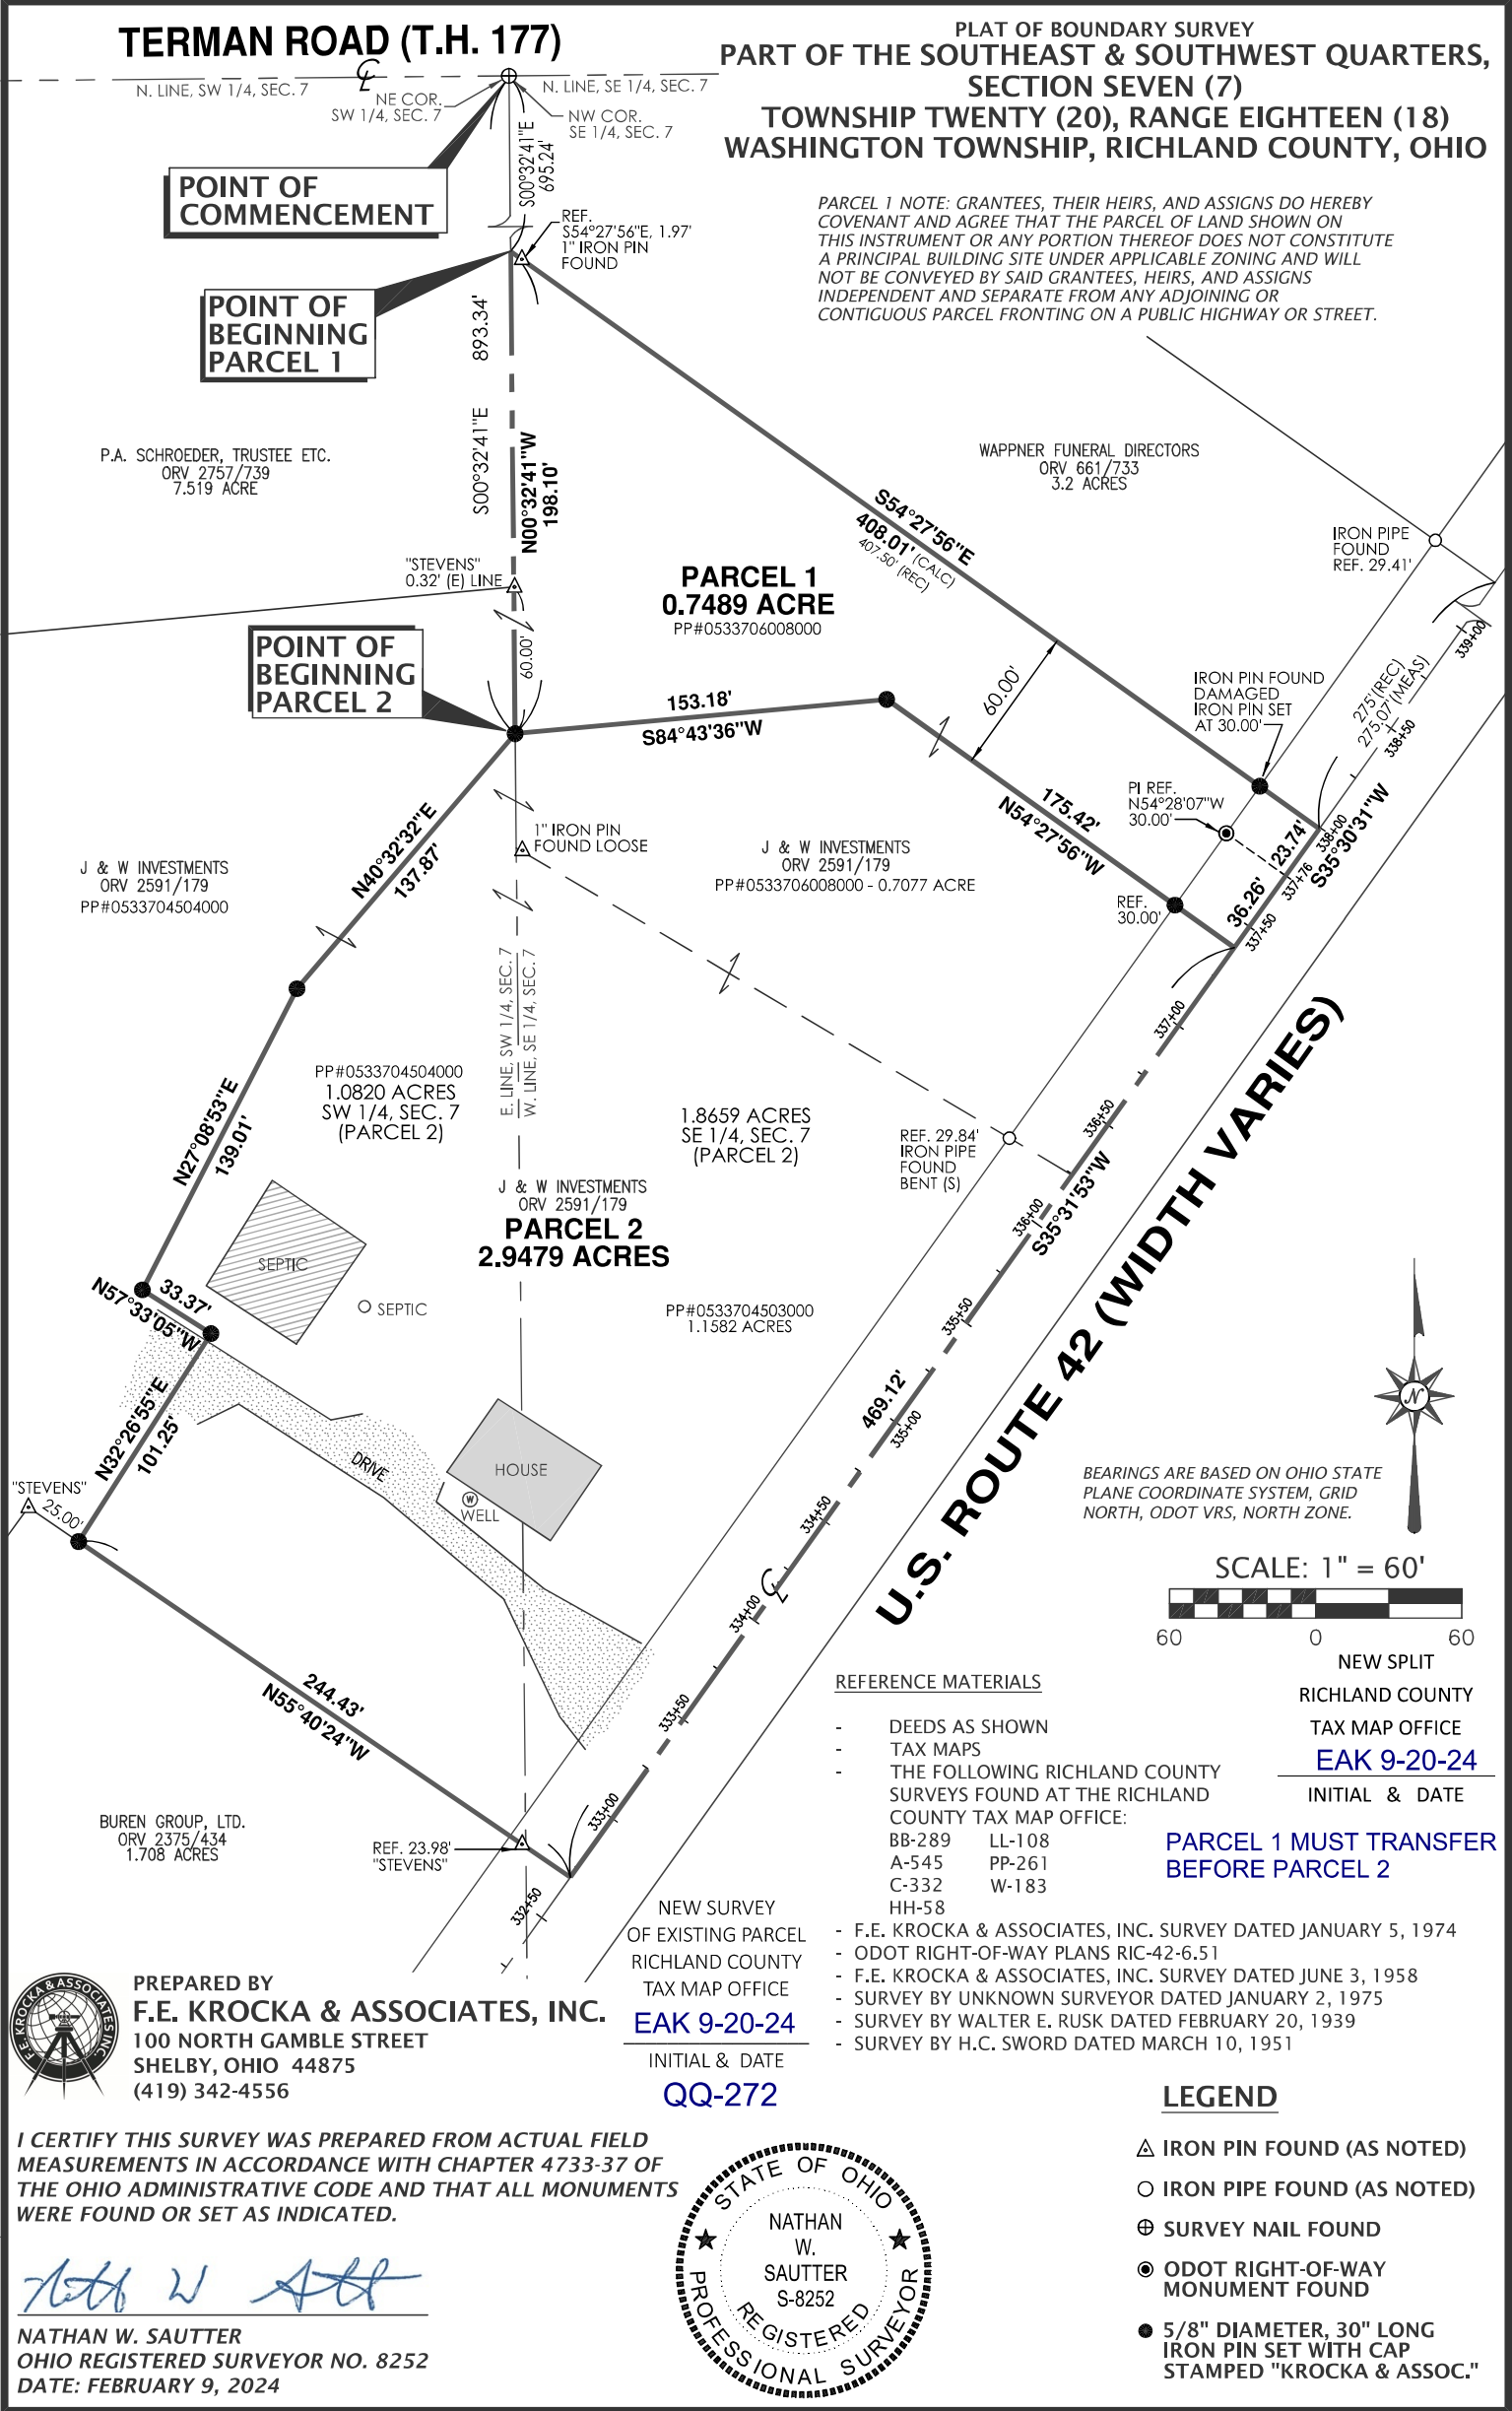 TERMAN ROAD (T.H. 177)
N. LINE, SW 1/4, SEC. 7
N. LINE, SE 1/4, SEC. 7
NE COR.
SW 1/4, SEC. 7
NW COR.
SE 1/4, SEC. 7
PLAT OF BOUNDARY SURVEY
PART OF THE SOUTHEAST & SOUTHWEST QUARTERS,
SECTION SEVEN (7)
TOWNSHIP TWENTY (20), RANGE EIGHTEEN (18)
WASHINGTON TOWNSHIP, RICHLAND COUNTY, OHIO
POINT OF
COMMENCEMENT
S00°32'41"E
695.24'
REF.
S54°27'56"E, 1.97'
1" IRON PIN
FOUND
PARCEL 1 NOTE: GRANTEES, THEIR HEIRS, AND ASSIGNS DO HEREBY
COVENANT AND AGREE THAT THE PARCEL OF LAND SHOWN ON
THIS INSTRUMENT OR ANY PORTION THEREOF DOES NOT CONSTITUTE
A PRINCIPAL BUILDING SITE UNDER APPLICABLE ZONING AND WILL
NOT BE CONVEYED BY SAID GRANTEES, HEIRS, AND ASSIGNS
INDEPENDENT AND SEPARATE FROM ANY ADJOINING OR
CONTIGUOUS PARCEL FRONTING ON A PUBLIC HIGHWAY OR STREET.
POINT OF
BEGINNING
PARCEL 1
893.34'
S00°32'41"E
N00°32'41"W
198.10'
P.A. SCHROEDER, TRUSTEE ETC.
ORV 2757/739
7.519 ACRE
WAPPNER FUNERAL DIRECTORS
ORV 661/733
3.2 ACRES
S54°27'56"E
408.01' (CALC)
407.50' (REC)
IRON PIPE
FOUND
REF. 29.41'
"STEVENS"
0.32' (E) LINE
PARCEL 1
0.7489 ACRE
PP#0533706008000
339+00
275' (REC)
275.07' (MEAS)
338+50
POINT OF
BEGINNING
PARCEL 2
60.00'
153.18'
S84°43'36"W
60.00'
IRON PIN FOUND
DAMAGED
IRON PIN SET
AT 30.00'
PI REF.
N54°28'07"W
30.00'
175.42'
N54°27'56"W
23.74'
338+00
S35°30'31"W
337+76
36.26'
337+50
REF.
30.00'
1" IRON PIN
FOUND LOOSE
J & W INVESTMENTS
ORV 2591/179
PP#0533706008000 - 0.7077 ACRE
J & W INVESTMENTS
ORV 2591/179
PP#0533704504000
N40°32'32"E
137.87'
E. LINE, SW 1/4, SEC. 7
W. LINE, SE 1/4, SEC. 7
337+00
N27°08'53"E
139.01'
PP#0533704504000
1.0820 ACRES
SW 1/4, SEC. 7
(PARCEL 2)
1.8659 ACRES
SE 1/4, SEC. 7
(PARCEL 2)
336+50
REF. 29.84'
IRON PIPE
FOUND
BENT (S)
336+00
S35°31'53"W
U.S. ROUTE 42 (WIDTH VARIES)
J & W INVESTMENTS
ORV 2591/179
PARCEL 2
2.9479 ACRES
SEPTIC
SEPTIC
PP#0533704503000
1.1582 ACRES
335+50
33.37'
N57°33'05"W
N32°26'55"E
101.25'
469.12'
335+00
N
DRIVE
HOUSE
W
WELL
"STEVENS"
25.00'
334+50
BEARINGS ARE BASED ON OHIO STATE
PLANE COORDINATE SYSTEM, GRID
NORTH, ODOT VRS, NORTH ZONE.
SCALE: 1" = 60'
60 0 60
334+00
244.43'
N55°40'24"W
333+50
333+00
332+50
NEW SPLIT
RICHLAND COUNTY
TAX MAP OFFICE
EAK 9-20-24
INITIAL & DATE
PARCEL 1 MUST TRANSFER
BEFORE PARCEL 2
BUREN GROUP, LTD.
ORV 2375/434
1.708 ACRES
REF. 23.98'
"STEVENS"
REFERENCE MATERIALS
- DEEDS AS SHOWN
- TAX MAPS
- THE FOLLOWING RICHLAND COUNTY
SURVEYS FOUND AT THE RICHLAND
COUNTY TAX MAP OFFICE:
BB-289 LL-108
A-545 PP-261
C-332 W-183
HH-58
- F.E. KROCKA & ASSOCIATES, INC. SURVEY DATED JANUARY 5, 1974
- ODOT RIGHT-OF-WAY PLANS RIC-42-6.51
- F.E. KROCKA & ASSOCIATES, INC. SURVEY DATED JUNE 3, 1958
- SURVEY BY UNKNOWN SURVEYOR DATED JANUARY 2, 1975
- SURVEY BY WALTER E. RUSK DATED FEBRUARY 20, 1939
- SURVEY BY H.C. SWORD DATED MARCH 10, 1951
NEW SURVEY
OF EXISTING PARCEL
RICHLAND COUNTY
TAX MAP OFFICE
EAK 9-20-24
INITIAL & DATE
QQ-272
F.E. KROCKA & ASSOCIATES INC.
PREPARED BY
F.E. KROCKA & ASSOCIATES, INC.
100 NORTH GAMBLE STREET
SHELBY, OHIO 44875
(419) 342-4556
I CERTIFY THIS SURVEY WAS PREPARED FROM ACTUAL FIELD
MEASUREMENTS IN ACCORDANCE WITH CHAPTER 4733-37 OF
THE OHIO ADMINISTRATIVE CODE AND THAT ALL MONUMENTS
WERE FOUND OR SET AS INDICATED.
NATHAN W. SAUTTER
OHIO REGISTERED SURVEYOR NO. 8252
DATE: FEBRUARY 9, 2024
STATE OF OHIO
NATHAN
W.
SAUTTER
S-8252
REGISTERED
PROFESSIONAL SURVEYOR
LEGEND
IRON PIN FOUND (AS NOTED)
IRON PIPE FOUND (AS NOTED)
SURVEY NAIL FOUND
ODOT RIGHT-OF-WAY
MONUMENT FOUND
5/8" DIAMETER, 30" LONG
IRON PIN SET WITH CAP
STAMPED "KROCKA & ASSOC."